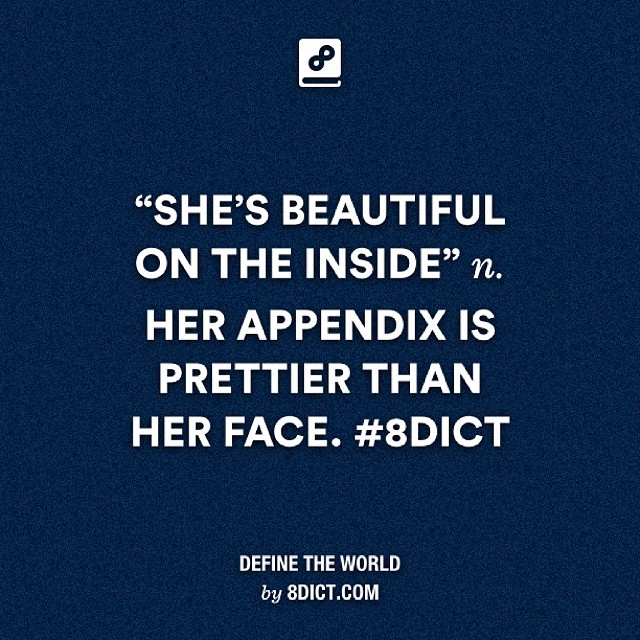 “SHE’S BEAUTIFUL
ON THE INSIDE” n.
HER APPENDIX IS
PRETTIER THAN
HER FACE. #8DICT
DEFINE THE WORLD
by 8DICT.COM